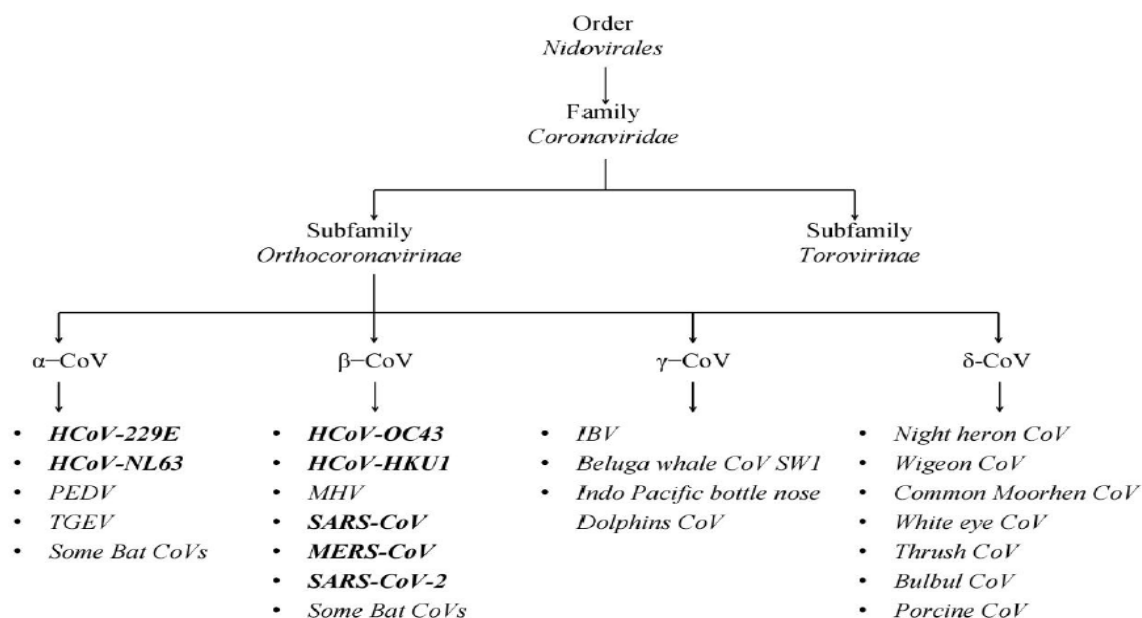 Order
Nidovirales
Family
Coronaviridae
Subfamily
Orthocoronavirinae
Subfamily
Torovirinae
α−CoV
β−CoV
γ−CoV
δ-CoV
• HCoV-229E
• HCoV-NL63
• PEDV
• TGEV
• Some Bat CoVs
• HCoV-OC43
• HCoV-HKU1
• MHV
• SARS-CoV
• MERS-CoV
• SARS-CoV-2
• Some Bat CoVs
• IBV
• Beluga whale CoV SW1
• Indo Pacific bottle nose
Dolphins CoV
• Night heron CoV
• Wigeon CoV
• Common Moorhen CoV
• White eye CoV
• Thrush CoV
• Bulbul CoV
• Porcine CoV